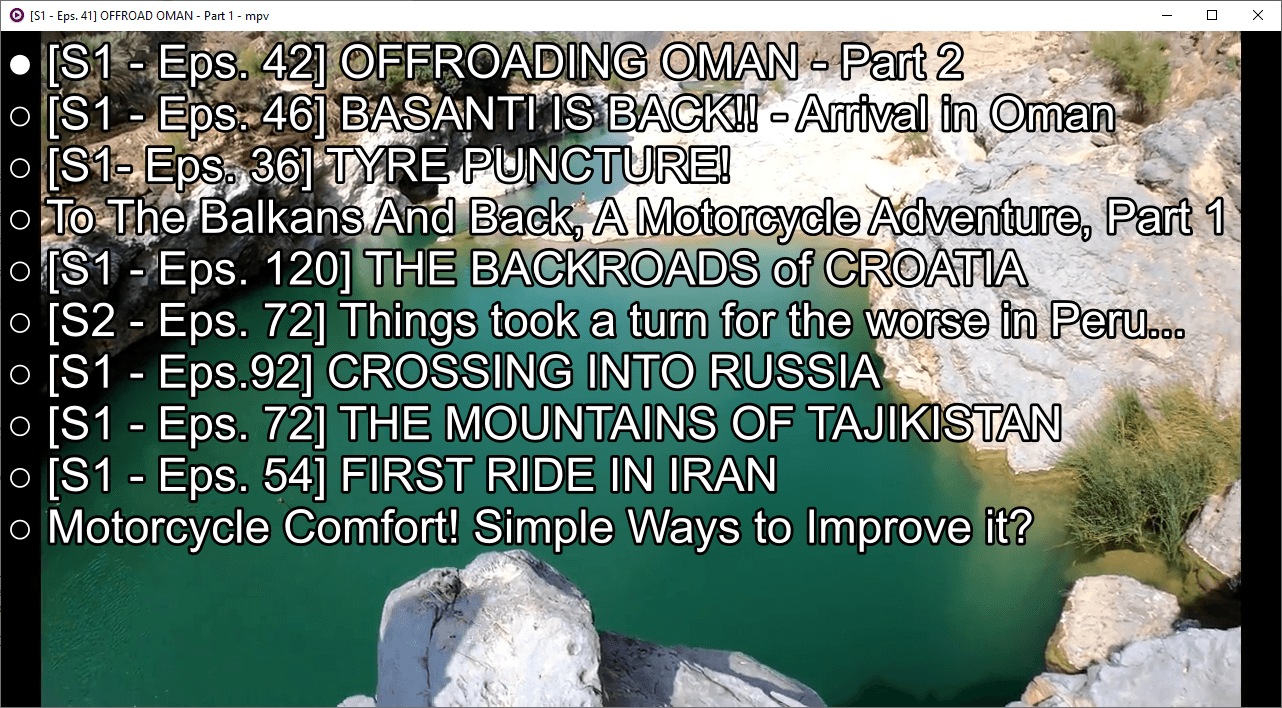 [S1 - Eps. 41] OFFROAD OMAN - Part 1 - mpv
[S1 - Eps. 42] OFFROADING OMAN - Part 2
[S1 - Eps. 46] BASANTI IS BACK!! - Arrival in Oman
[S1- Eps. 36] TYRE PUNCTURE!
To The Balkans And Back, A Motorcycle Adventure, Part 1
[S1 - Eps. 120] THE BACKROADS of CROATIA
[S2 - Eps. 72] Things took a turn for the worse in Peru...
[S1 - Eps.92] CROSSING INTO RUSSIA
[S1 - Eps. 72] THE MOUNTAINS OF TAJIKISTAN
[S1 - Eps. 54] FIRST RIDE IN IRAN
Motorcycle Comfort! Simple Ways to Improve it?